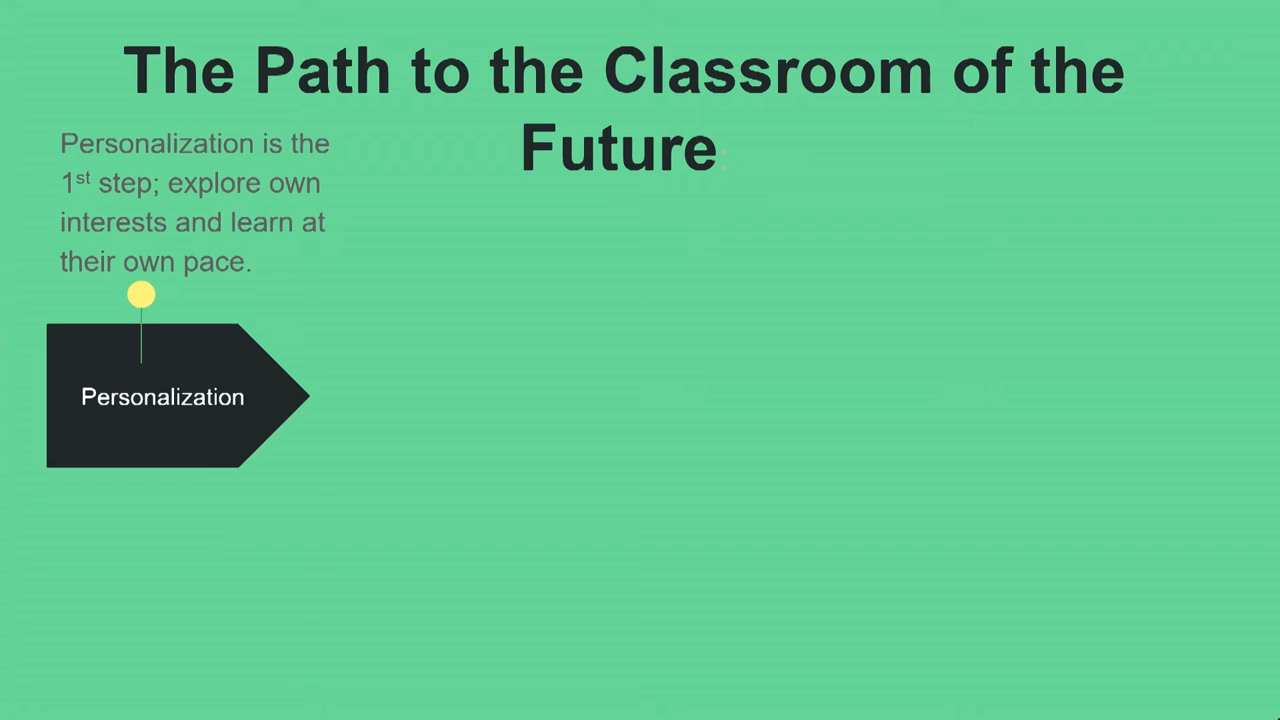 The Path to the Classroom of the
Future:
Personalization is the
1st step; explore own
interests and learn at
their own pace.
Personalization